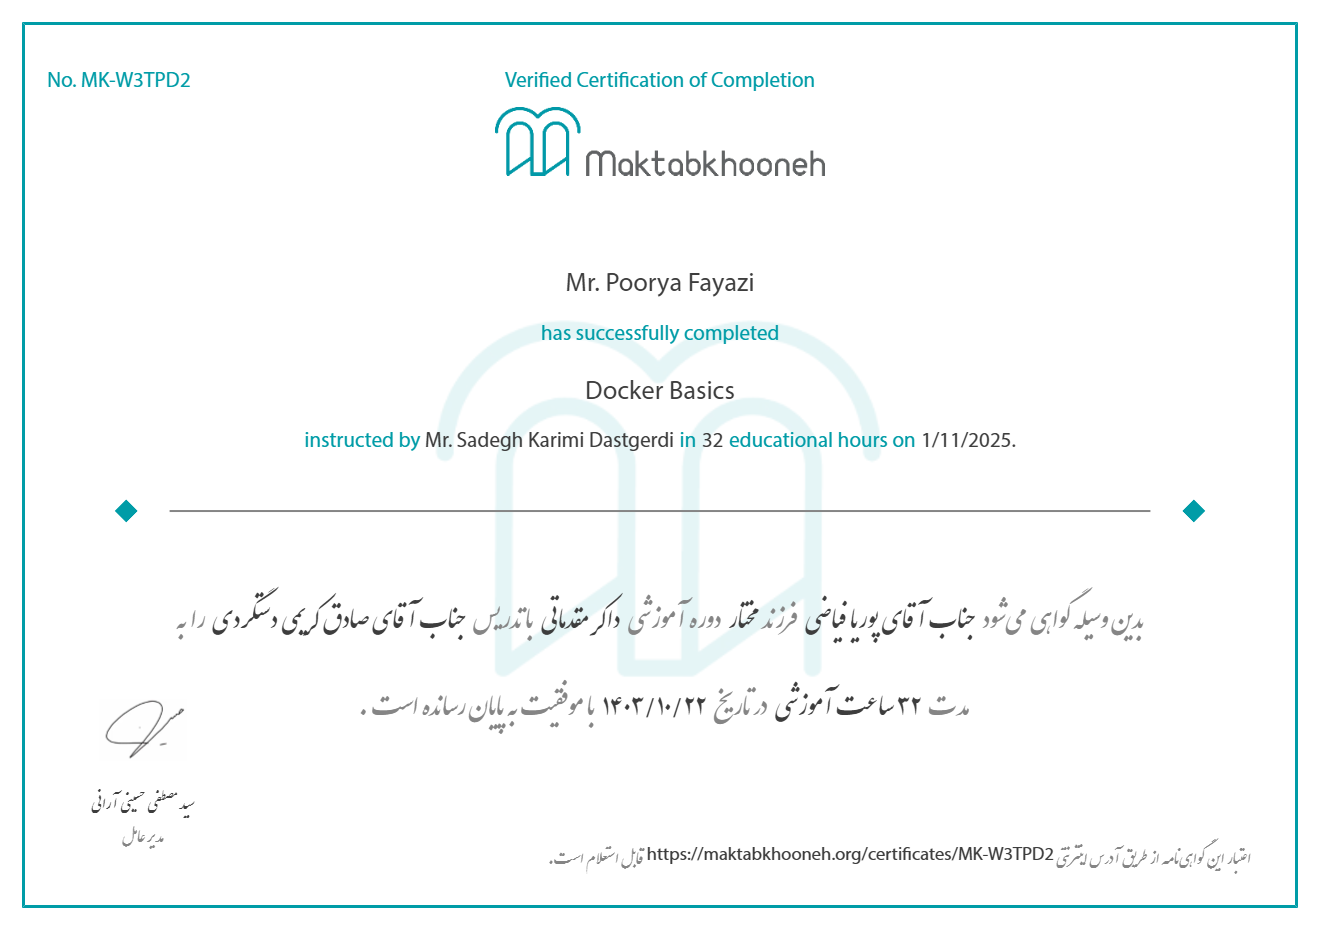 No. MK-W3TPD2
Verified Certification of Completion
Maktabkhooneh
Mr. Poorya Fayazi
has successfully completed
Docker Basics
instructed by Mr. Sadegh Karimi Dastgerdi in 32 educational hours on 1/11/2025.
بدین وسیله گواهی می‌شود جناب آقای پوریا فیاضی فرزند مختار دوره آموزشی داکر مقدماتی با تدریس جناب آقای صادق کریمی دستگردی را به
مدت ۳۲ ساعت آموزشی در تاریخ ۱۴۰۳/۱۰/۲۲ با موفقیت به پایان رسانده است .
سید مصطفی حسینی آرانی
مدیر عامل
اعتبار این گواهی‌نامه از طریق آدرس اینترنتی https://maktabkhooneh.org/certificates/MK-W3TPD2 قابل استعلام است.